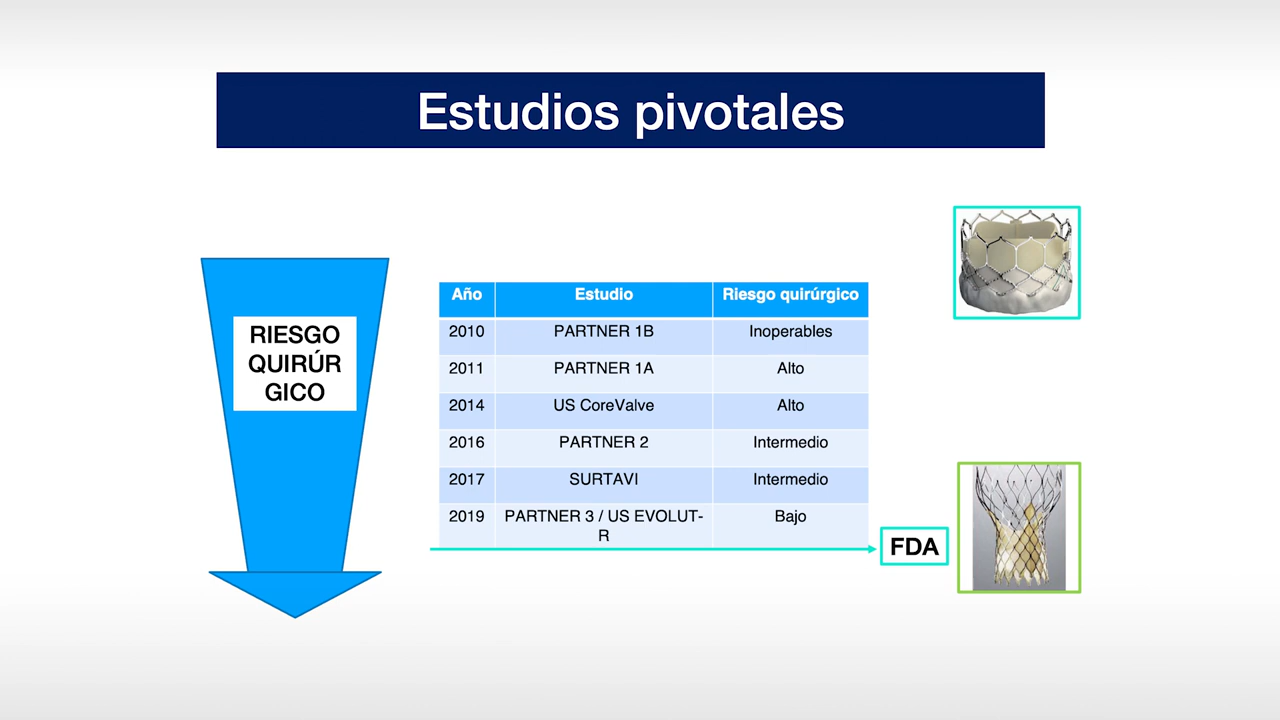 Estudios pivotales
RIESGO
QUIRÚR
GICO
Año Estudio Riesgo quirúrgico
2010 PARTNER 1B Inoperables
2011 PARTNER 1A Alto
2014 US CoreValve Alto
2016 PARTNER 2 Intermedio
2017 SURTAVI Intermedio
2019 PARTNER 3 / US EVOLUT- Bajo
R
FDA